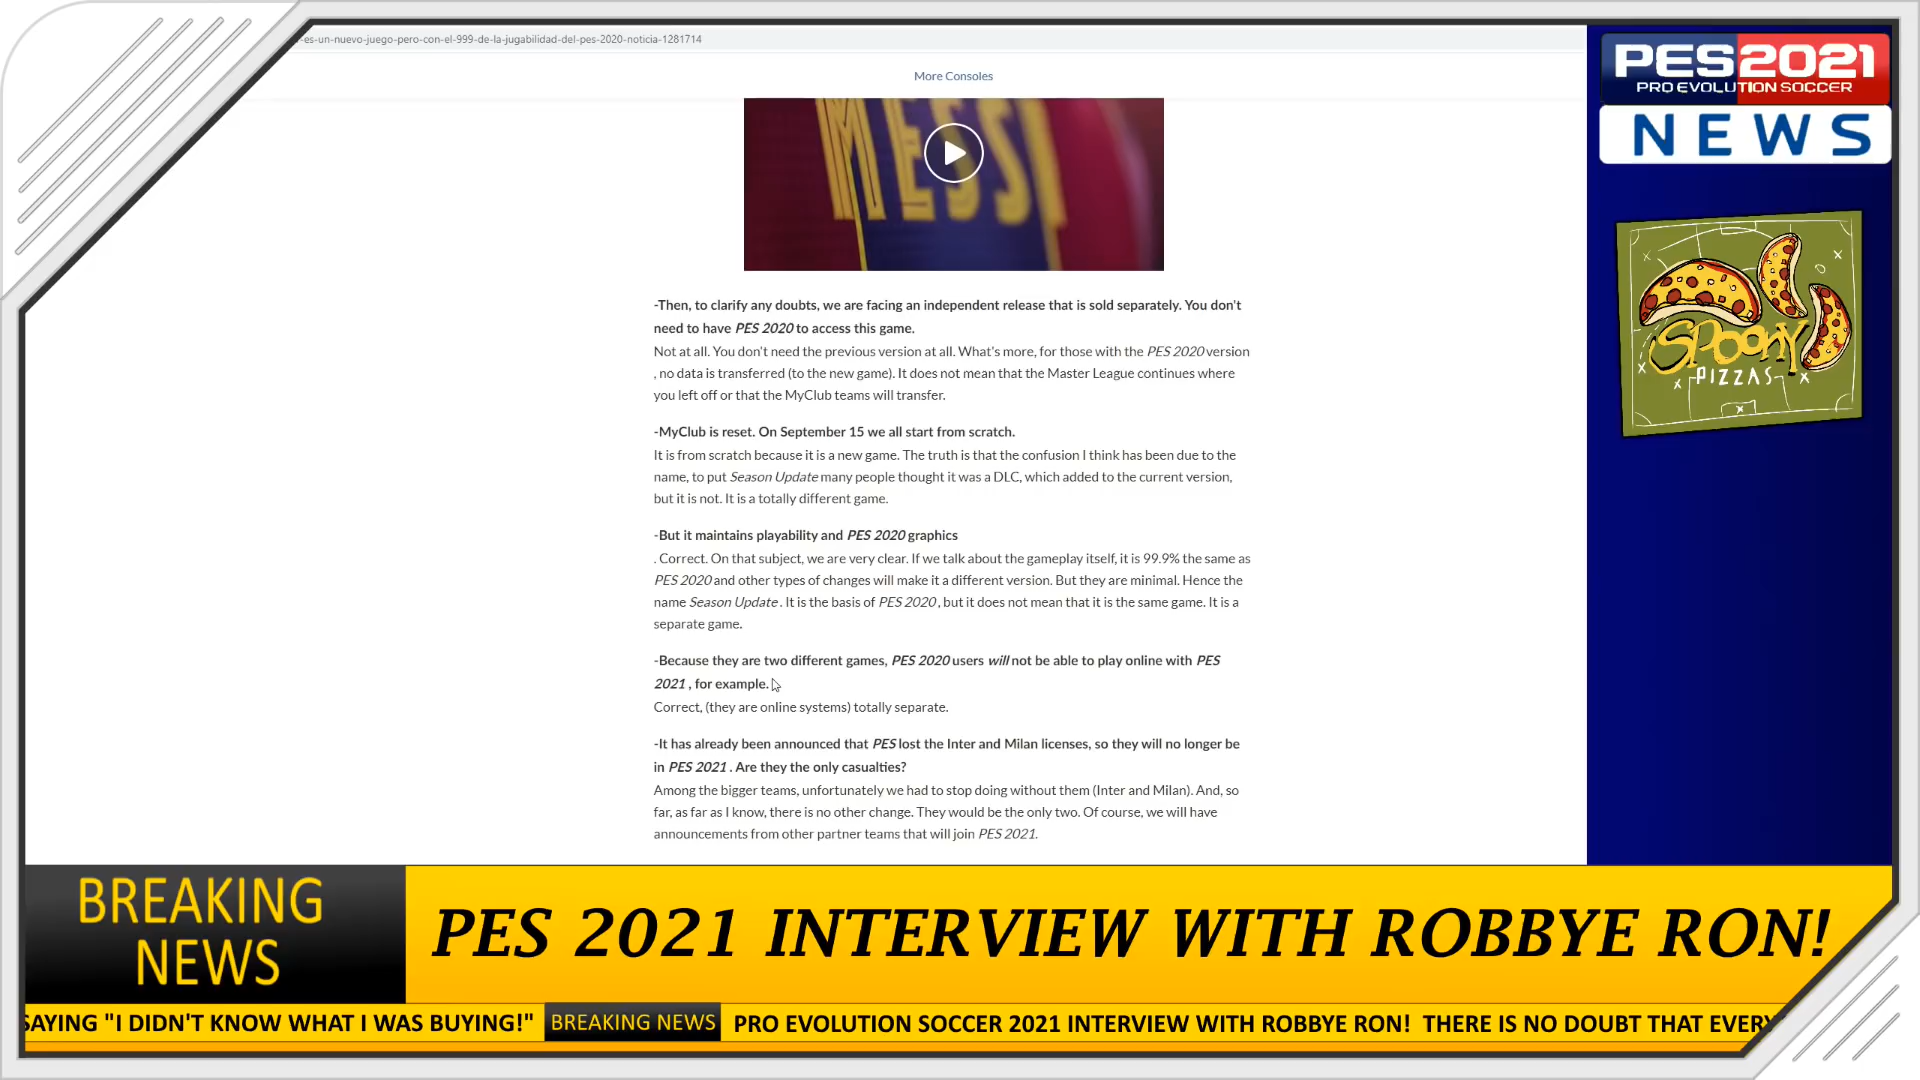 -es-un-nuevo-juego-pero-con-el-999-de-la-jugabilidad-del-pes-2020-noticia-1281714
More Consoles
MESSI
-Then, to clarify any doubts, we are facing an independent release that is sold separately. You don't
need to have PES 2020 to access this game.
Not at all. You don't need the previous version at all. What's more, for those with the PES 2020 version
, no data is transferred (to the new game). It does not mean that the Master League continues where
you left off or that the MyClub teams will transfer.
-MyClub is reset. On September 15 we all start from scratch.
It is from scratch because it is a new game. The truth is that the confusion I think has been due to the
name, to put Season Update many people thought it was a DLC, which added to the current version,
but it is not. It is a totally different game.
-But it maintains playability and PES 2020 graphics
. Correct. On that subject, we are very clear. If we talk about the gameplay itself, it is 99.9% the same as
PES 2020 and other types of changes will make it a different version. But they are minimal. Hence the
name Season Update . It is the basis of PES 2020 , but it does not mean that it is the same game. It is a
separate game.
-Because they are two different games, PES 2020 users will not be able to play online with PES
2021 , for example.
Correct, (they are online systems) totally separate.
-It has already been announced that PES lost the Inter and Milan licenses, so they will no longer be
in PES 2021 . Are they the only casualties?
Among the bigger teams, unfortunately we had to stop doing without them (Inter and Milan). And, so
far, as far as I know, there is no other change. They would be the only two. Of course, we will have
announcements from other partner teams that will join PES 2021.
PES2021
PRO EVOLUTION SOCCER
NEWS
SPOONY
PIZZAS
BREAKING
NEWS
PES 2021 INTERVIEW WITH ROBBYE RON!
SAYING "I DIDN'T KNOW WHAT I WAS BUYING!" BREAKING NEWS PRO EVOLUTION SOCCER 2021 INTERVIEW WITH ROBBYE RON! THERE IS NO DOUBT THAT EVERY